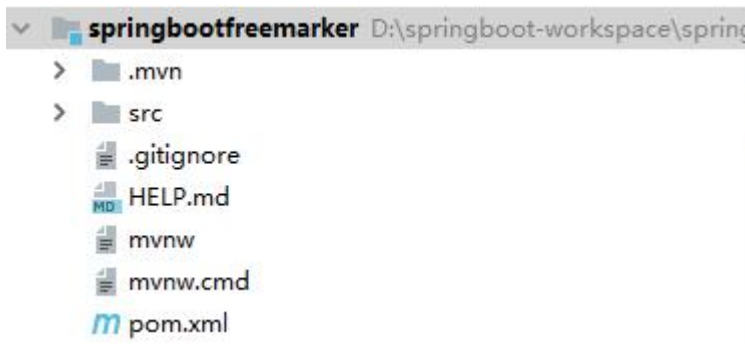 springbootfreemarker D:\springboot-workspace\spring
.mvn
src
.gitignore
MD HELP.md
mvnw
mvnw.cmd
m pom.xml